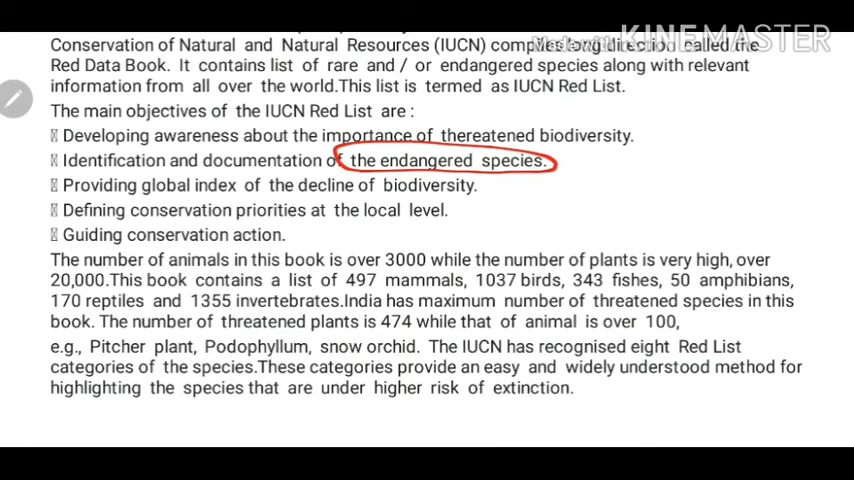 Made with KINEMASTER
Conservation of Natural and Natural Resources (IUCN) compiles long direction called the
Red Data Book. It contains list of rare and / or endangered species along with relevant
information from all over the world.This list is termed as IUCN Red List.
The main objectives of the IUCN Red List are :
Developing awareness about the importance of thereatened biodiversity.
Identification and documentation of the endangered species.
Providing global index of the decline of biodiversity.
Defining conservation priorities at the local level.
Guiding conservation action.
The number of animals in this book is over 3000 while the number of plants is very high, over
20,000.This book contains a list of 497 mammals, 1037 birds, 343 fishes, 50 amphibians,
170 reptiles and 1355 invertebrates.India has maximum number of threatened species in this
book. The number of threatened plants is 474 while that of animal is over 100,
e.g., Pitcher plant, Podophyllum, snow orchid. The IUCN has recognised eight Red List
categories of the species.These categories provide an easy and widely understood method for
highlighting the species that are under higher risk of extinction.